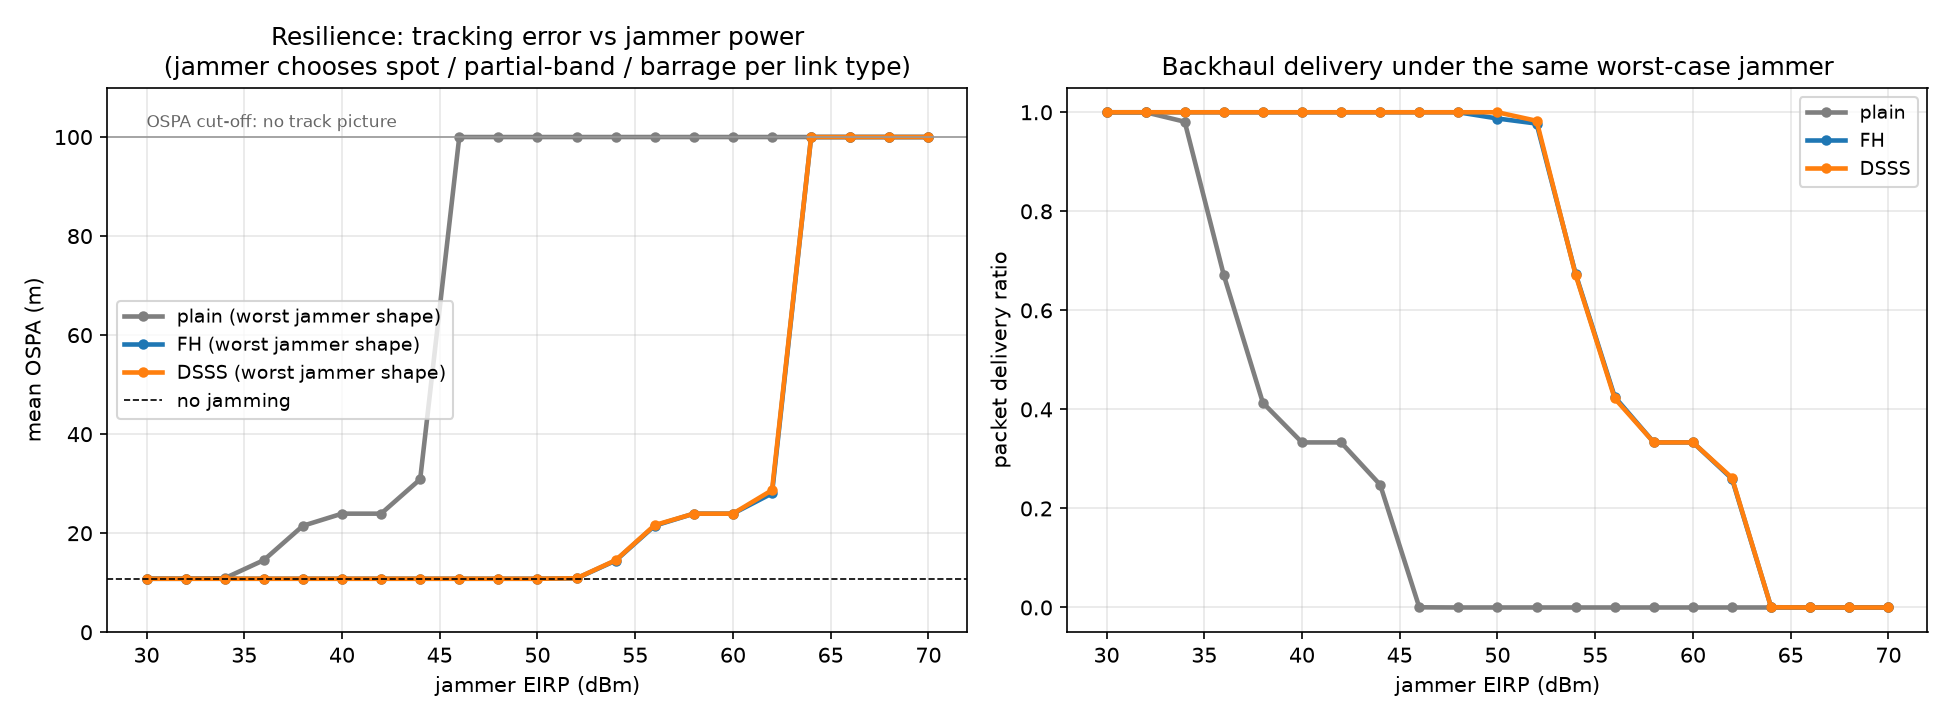 Resilience: tracking error vs jammer power
(jammer chooses spot / partial-band / barrage per link type)
OSPA cut-off: no track picture
mean OSPA (m)
100
80
60
40
20
0
plain (worst jammer shape)
FH (worst jammer shape)
DSSS (worst jammer shape)
no jamming
30 35 40 45 50 55 60 65 70
jammer EIRP (dBm)
Backhaul delivery under the same worst-case jammer
packet delivery ratio
1.0
0.8
0.6
0.4
0.2
0.0
plain
FH
DSSS
30 35 40 45 50 55 60 65 70
jammer EIRP (dBm)